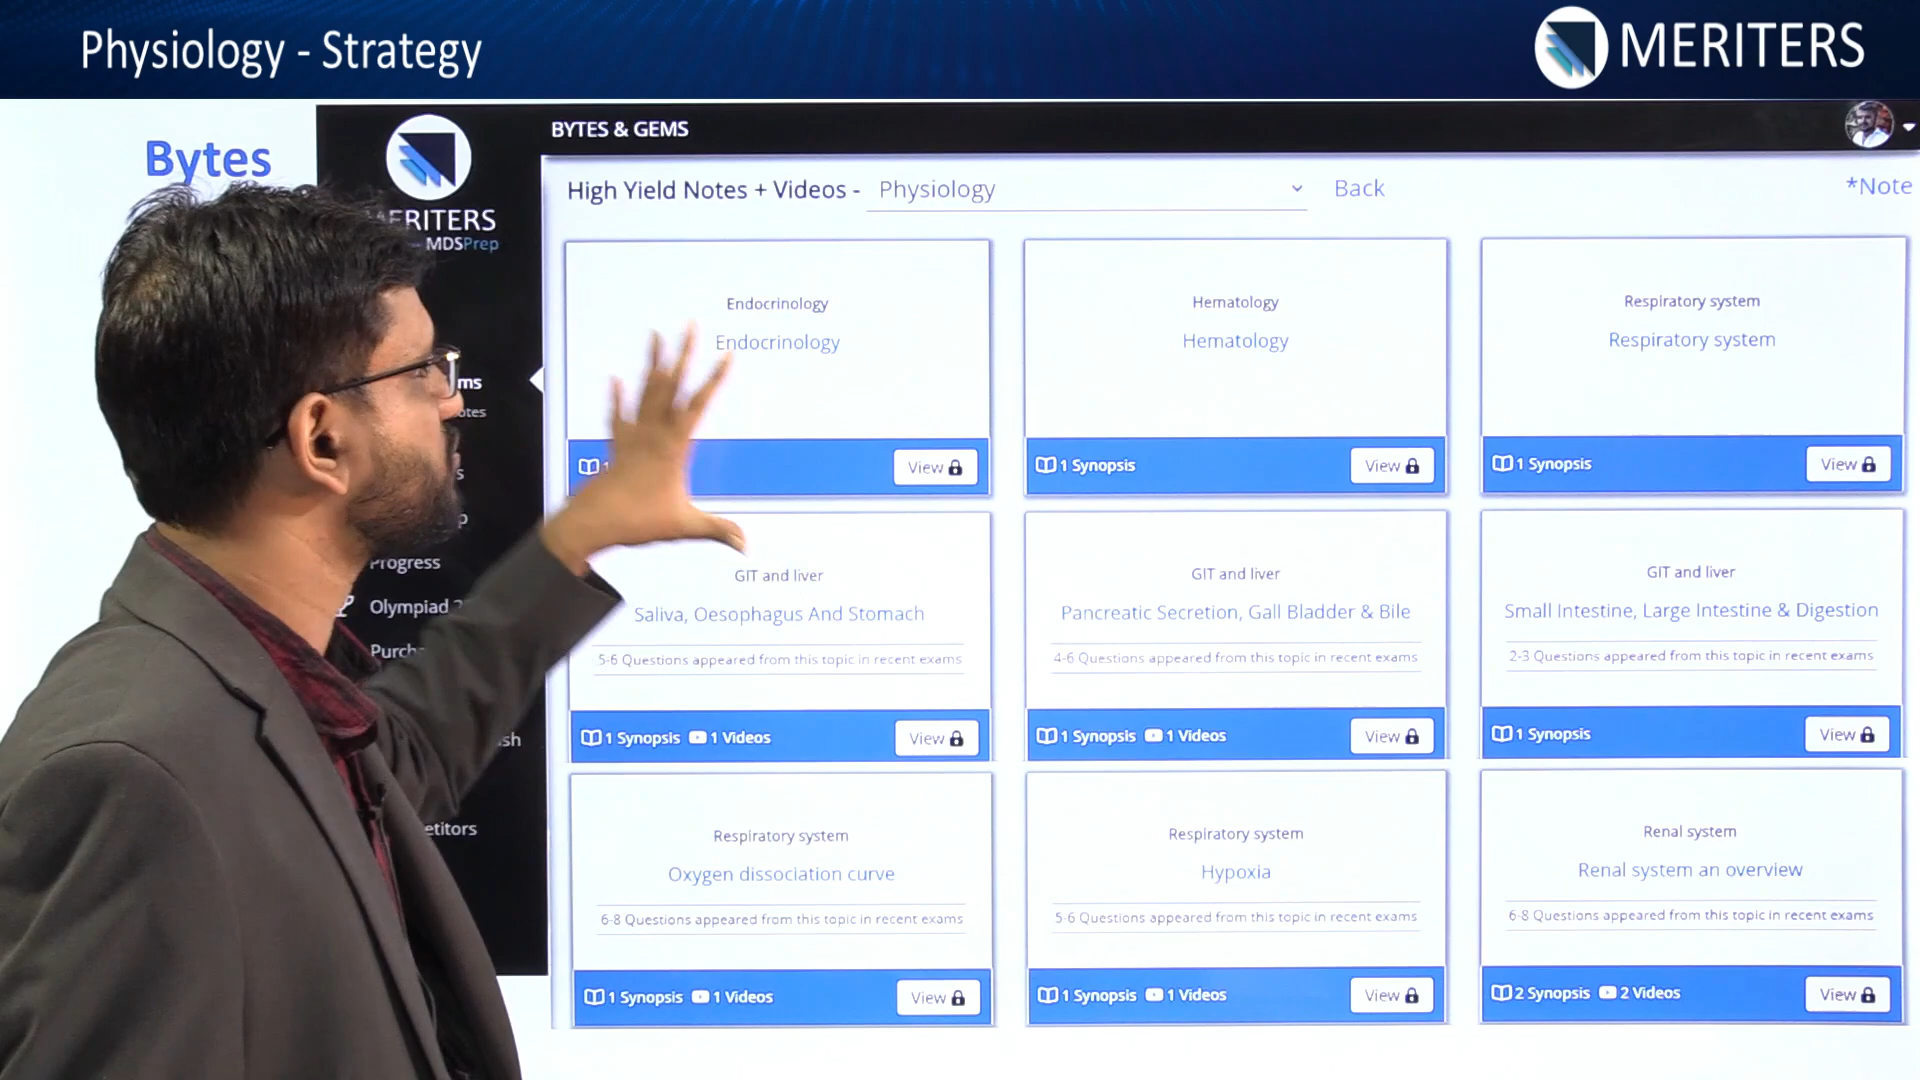 Physiology - Strategy
MERITERS
Bytes
BYTES & GEMS
High Yield Notes + Videos - Physiology
Back
*Note
MERITERS
MDSPrep
Endocrinology
Endocrinology
View
Hematology
Hematology
1 Synopsis
View
Respiratory system
Respiratory system
1 Synopsis
View
Progress
Olympiad
GIT and liver
Saliva, Oesophagus And Stomach
5-6 Questions appeared from this topic in recent exams
1 Synopsis 1 Videos
View
GIT and liver
Pancreatic Secretion, Gall Bladder & Bile
4-6 Questions appeared from this topic in recent exams
1 Synopsis 1 Videos
View
GIT and liver
Small Intestine, Large Intestine & Digestion
2-3 Questions appeared from this topic in recent exams
1 Synopsis
View
Respiratory system
Oxygen dissociation curve
6-8 Questions appeared from this topic in recent exams
1 Synopsis 1 Videos
View
Respiratory system
Hypoxia
5-6 Questions appeared from this topic in recent exams
1 Synopsis 1 Videos
View
Renal system
Renal system an overview
6-8 Questions appeared from this topic in recent exams
2 Synopsis 2 Videos
View